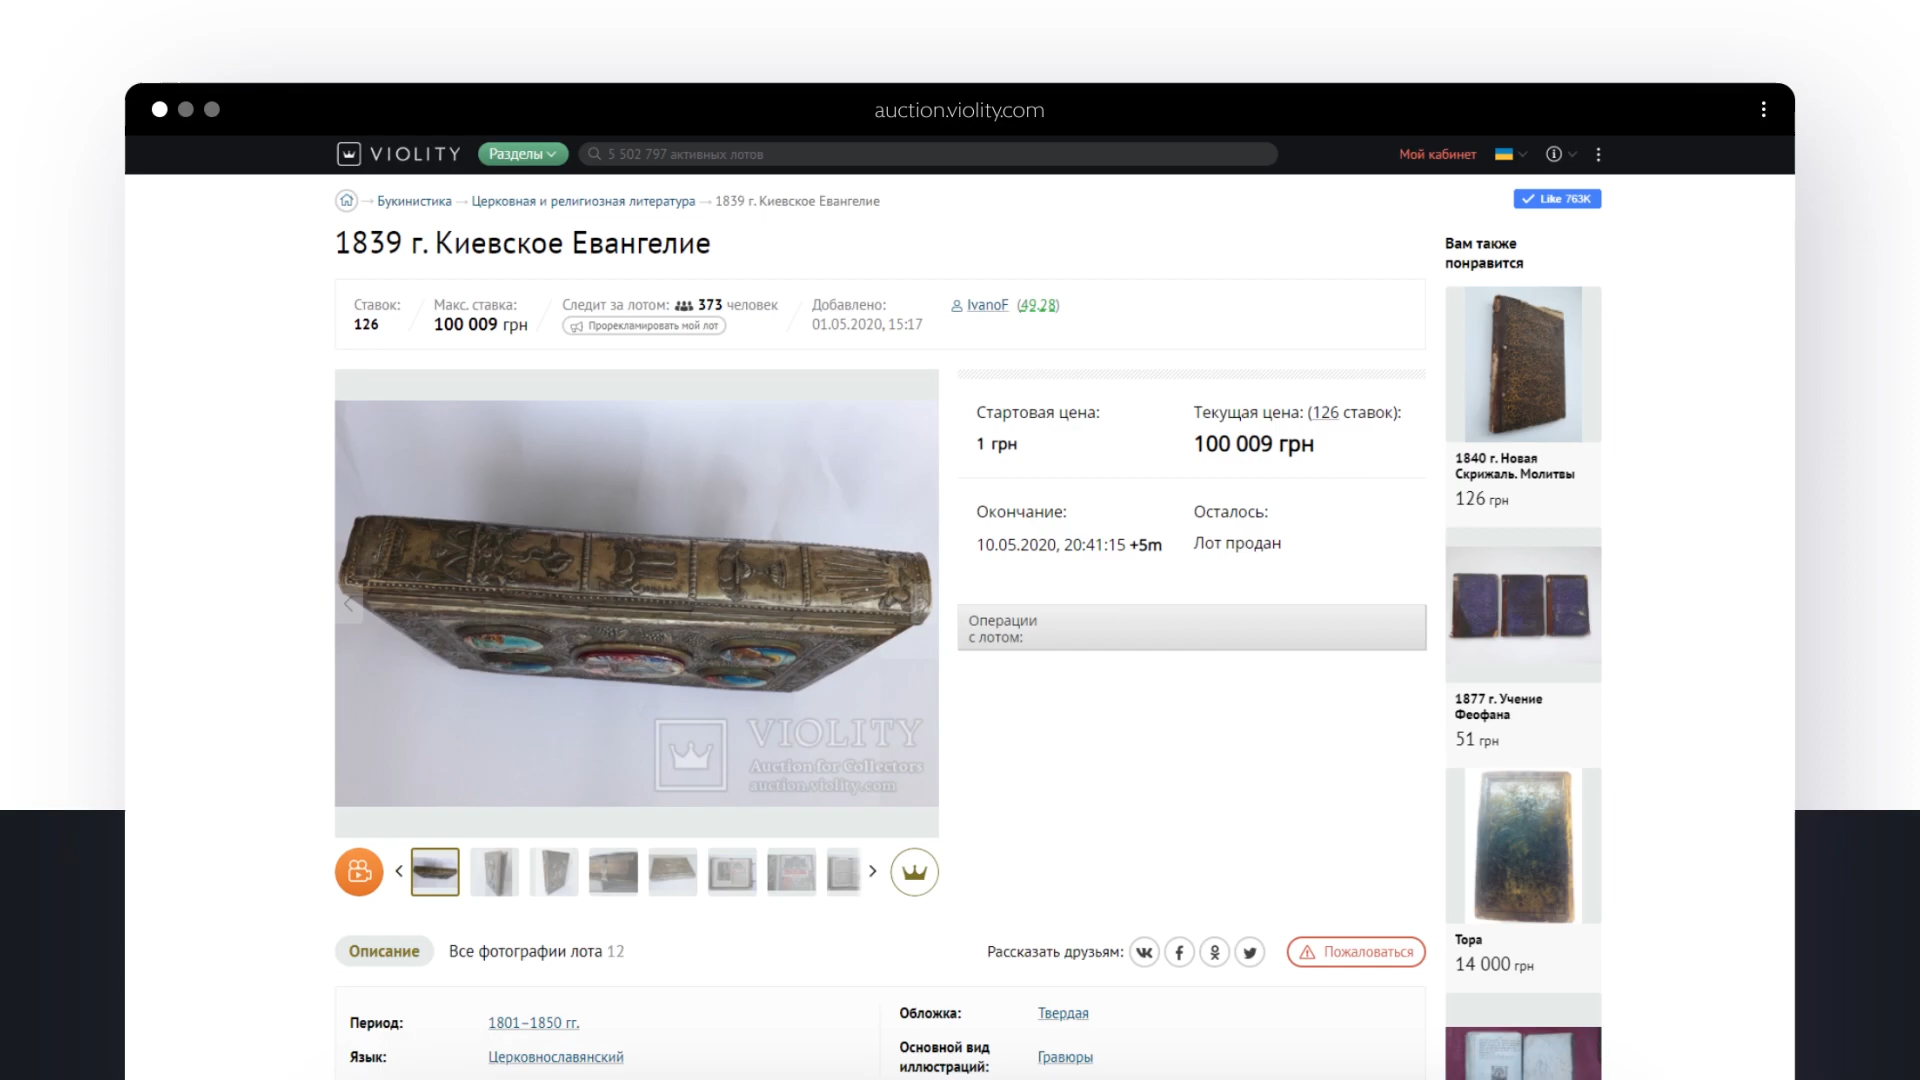 auction.violity.com
VIOLITY
Разделы
5 502 797 активных лотов
Мой кабинет
Букинистика → Церковная и религиозная литература → 1839 г. Киевское Евангелие
Like 763K
1839 г. Киевское Евангелие
Ставок:
126
Макс. ставка:
100 009 грн
Следит за лотом: 373 человек
Прорекламировать мой лот
Добавлено:
01.05.2020, 15:17
IvanoF (49.28)
Стартовая цена:
1 грн
Текущая цена: (126 ставок):
100 009 грн
Окончание:
10.05.2020, 20:41:15 +5m
Осталось:
Лот продан
Операции
с лотом:
VIOLITY
Auction for Collectors
auction.violity.com
Описание
Все фотографии лота 12
Рассказать друзьям:
Пожаловаться
Период:
1801–1850 гг.
Язык:
Церковнославянский
Обложка:
Твердая
Основной вид
иллюстраций:
Гравюры
Вам также
понравится
1840 г. Новая
Скрижаль. Молитвы
126 грн
1877 г. Учение
Феофана
51 грн
Тора
14 000 грн